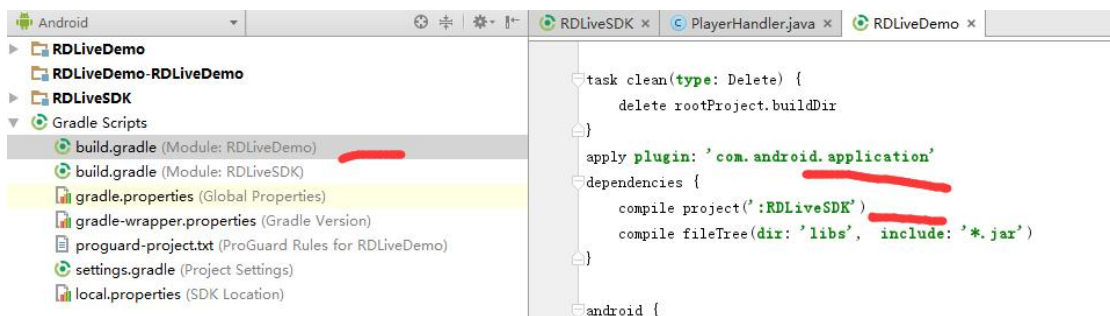 Android
RDLiveSDK ×
PlayerHandler.java ×
RDLiveDemo ×
RDLiveDemo
RDLiveDemo-RDLiveDemo
RDLiveSDK
Gradle Scripts
build.gradle (Module: RDLiveDemo)
build.gradle (Module: RDLiveSDK)
gradle.properties (Global Properties)
gradle-wrapper.properties (Gradle Version)
proguard-project.txt (ProGuard Rules for RDLiveDemo)
settings.gradle (Project Settings)
local.properties (SDK Location)
task clean(type: Delete) {
delete rootProject.buildDir
}
apply plugin: 'com.android.application'
dependencies {
compile project(':RDLiveSDK')
compile fileTree(dir: 'libs', include: '*.jar')
}
android {